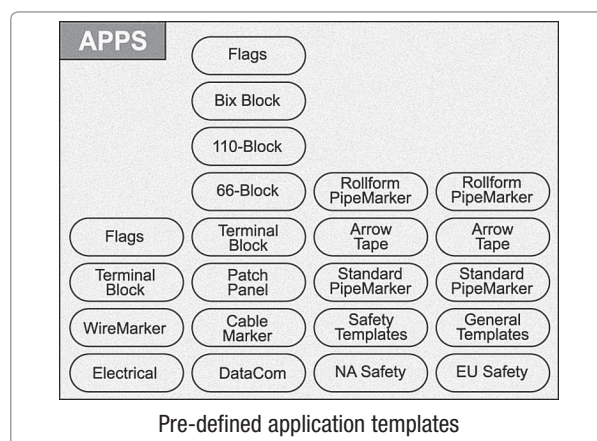 APPS
Flags
Bix Block
110-Block
66-Block
Rollform
PipeMarker
Rollform
PipeMarker
Flags
Terminal
Block
Arrow
Tape
Arrow
Tape
Terminal
Block
Patch
Panel
Standard
PipeMarker
Standard
PipeMarker
WireMarker
Cable
Marker
Safety
Templates
General
Templates
Electrical
DataCom
NA Safety
EU Safety
Pre-defined application templates